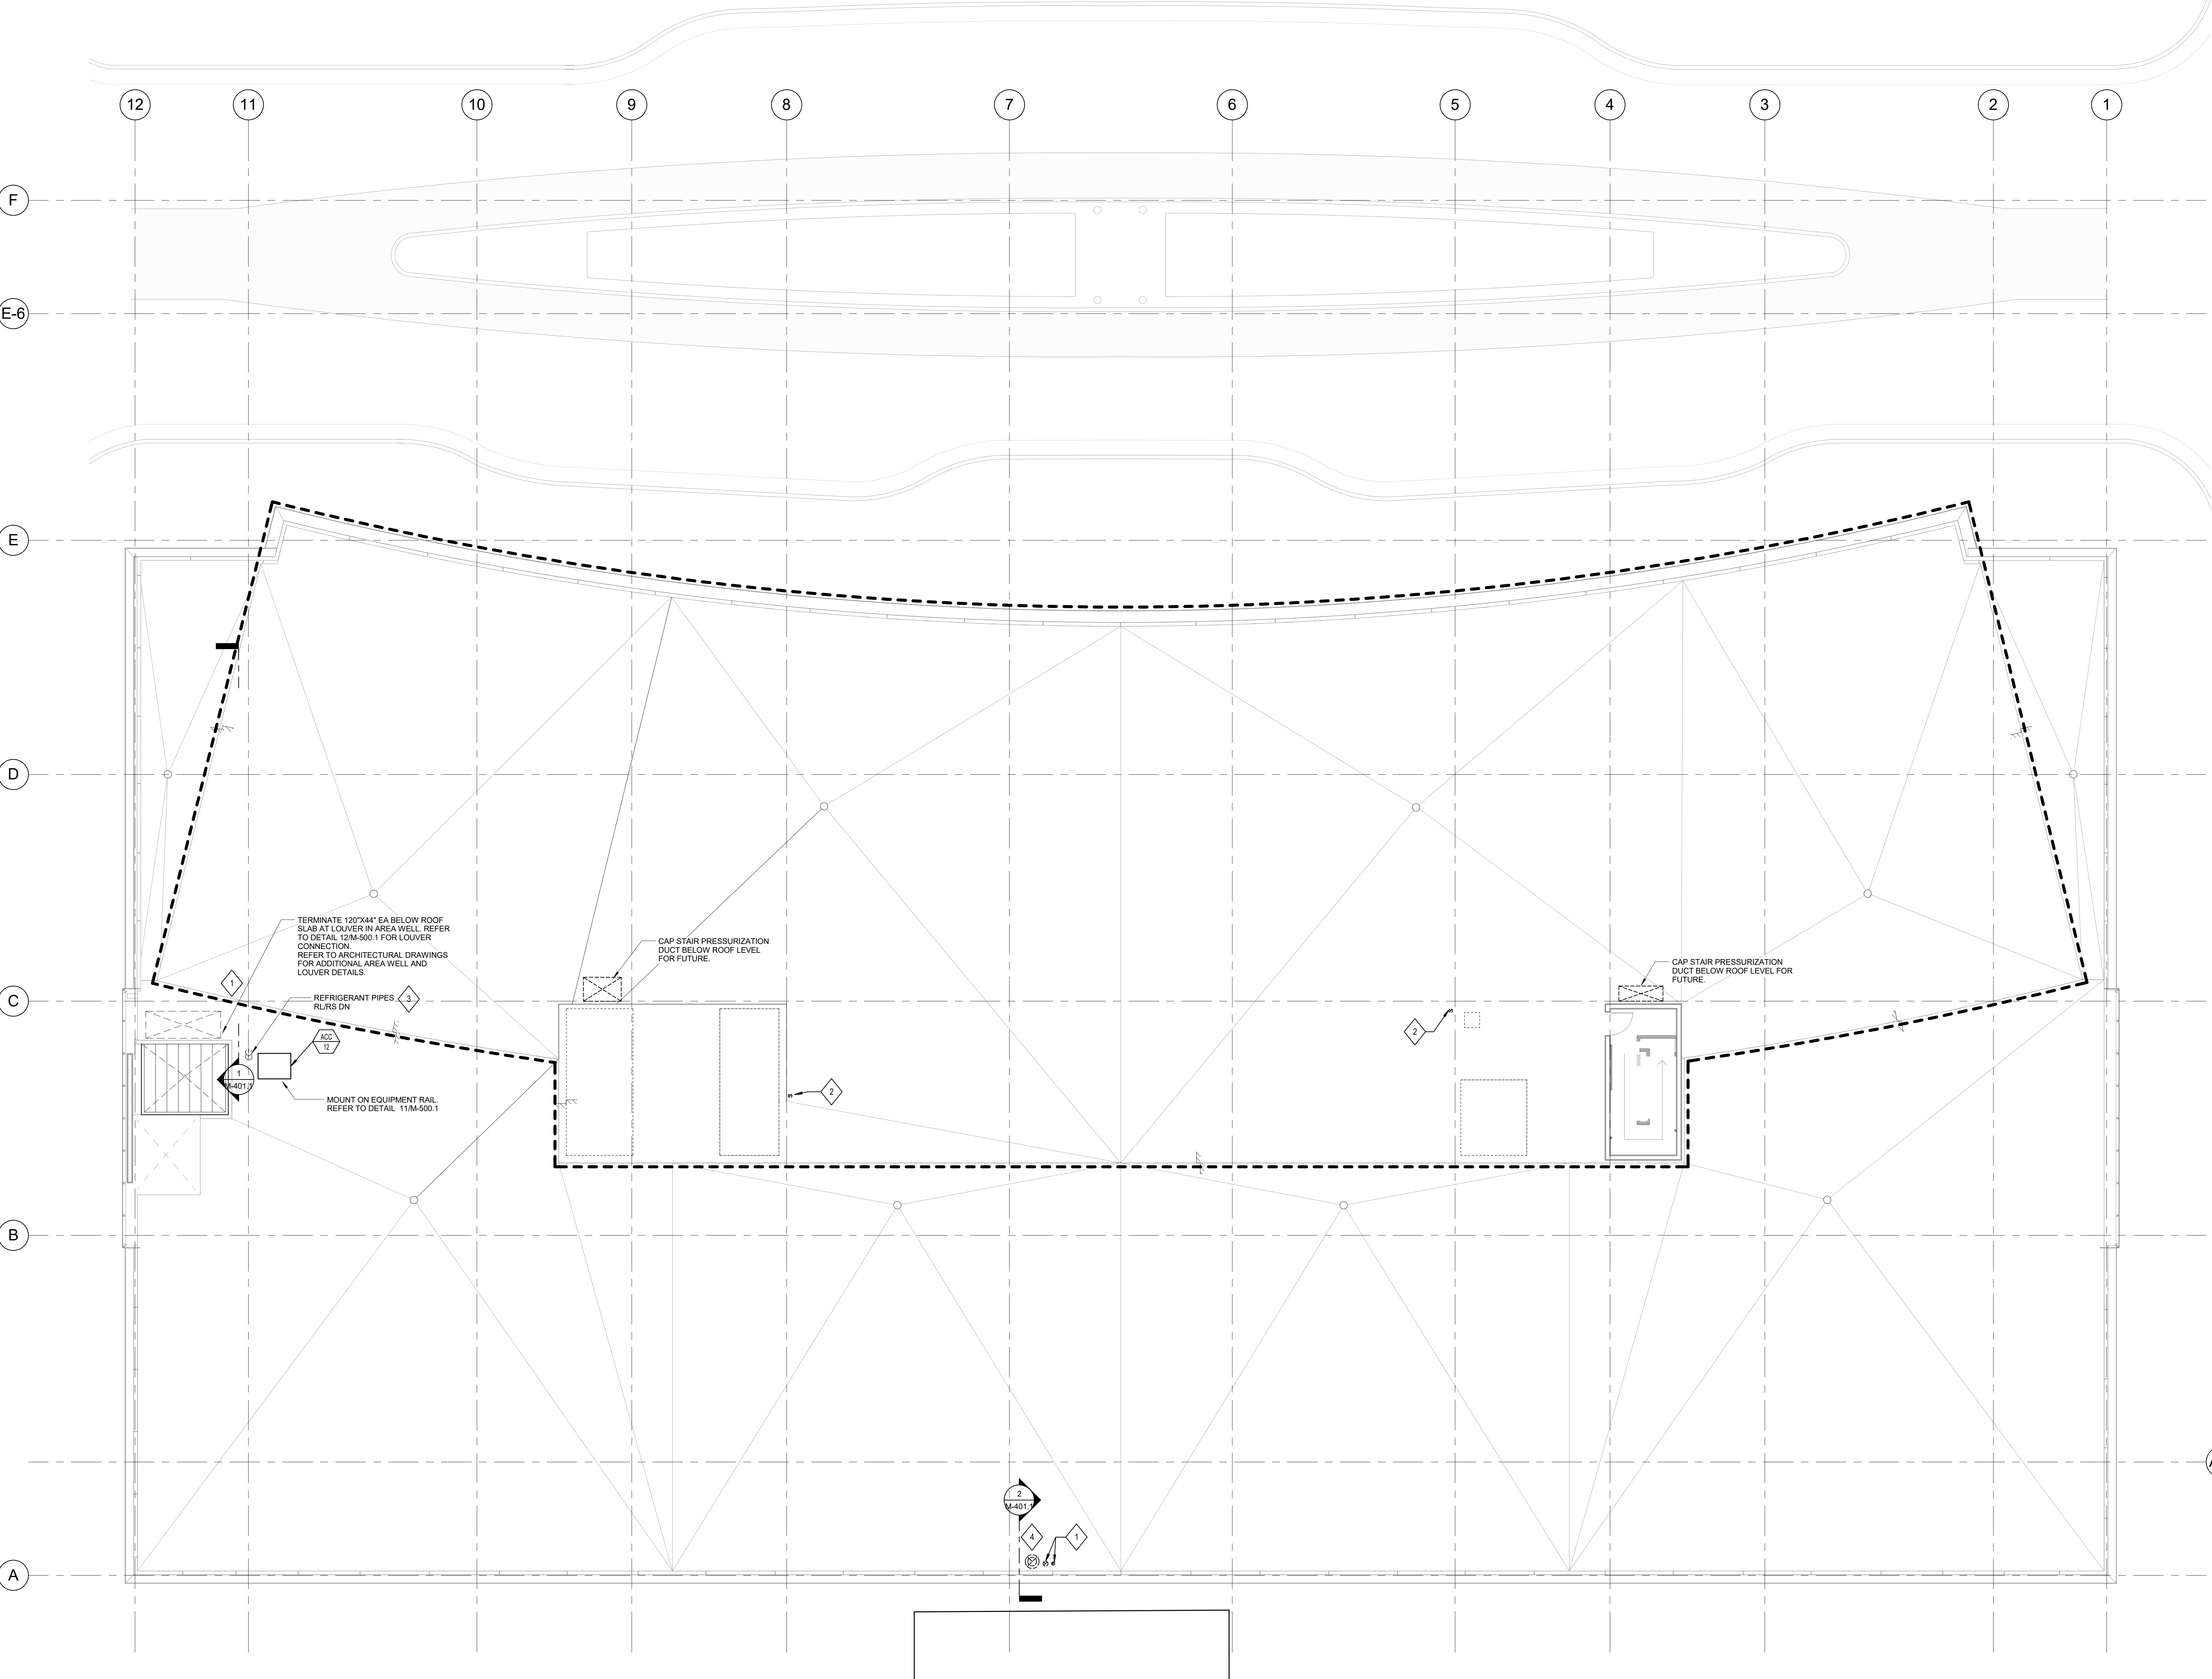 12
11
10
9
8
7
6
5
4
3
2
1
F
E-6
E
D
C
B
A
TERMINATE 120"X44" EA BELOW ROOF
SLAB AT LOUVER IN AREA WELL. REFER
TO DETAIL 12/M-500.1 FOR LOUVER
CONNECTION.
REFER TO ARCHITECTURAL DRAWINGS
FOR ADDITIONAL AREA WELL AND
LOUVER DETAILS.
1
REFRIGERANT PIPES
RL/RS DN
3
ACC
12
1
M-401.1
MOUNT ON EQUIPMENT RAIL.
REFER TO DETAIL 11/M-500.1
CAP STAIR PRESSURIZATION
DUCT BELOW ROOF LEVEL
FOR FUTURE.
2
2
CAP STAIR PRESSURIZATION
DUCT BELOW ROOF LEVEL FOR
FUTURE.
2
M-401.1
4
1